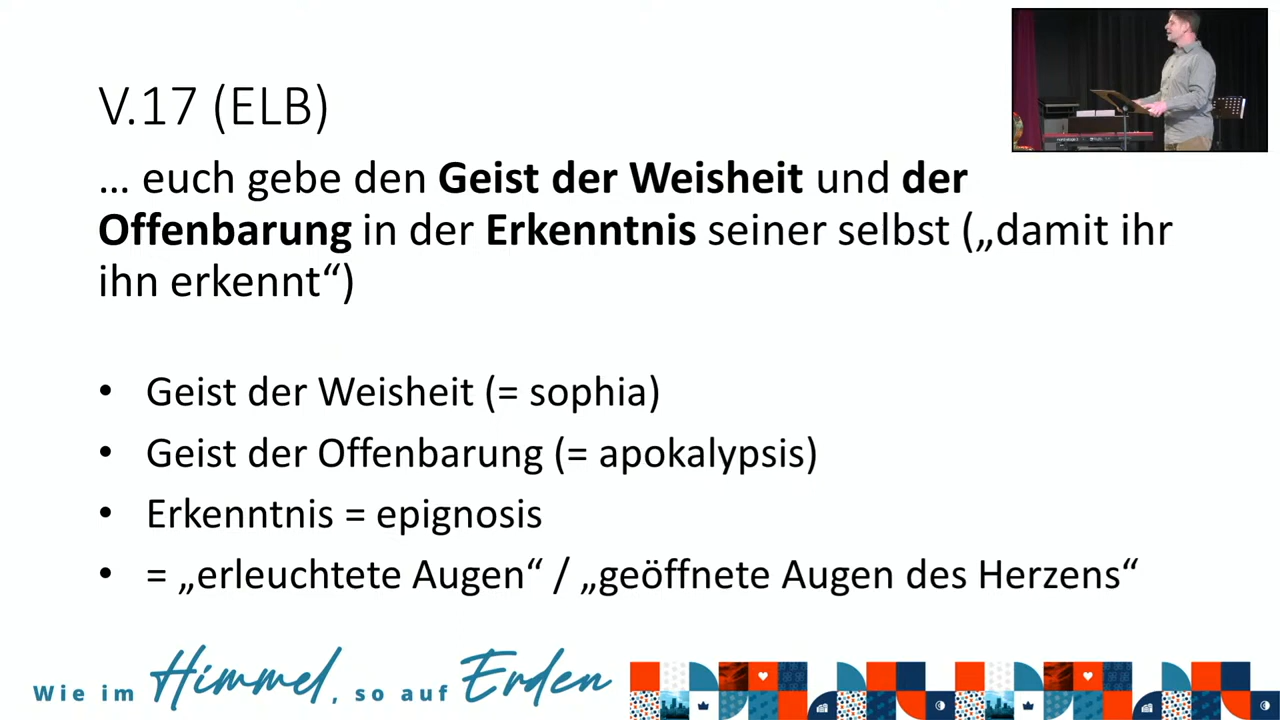 V.17 (ELB)
… euch gebe den Geist der Weisheit und der
Offenbarung in der Erkenntnis seiner selbst („damit ihr
ihn erkennt“)
• Geist der Weisheit (= sophia)
• Geist der Offenbarung (= apokalypsis)
• Erkenntnis = epignosis
• = „erleuchtete Augen“ / „geöffnete Augen des Herzens“
Wie im Himmel, so auf Erden